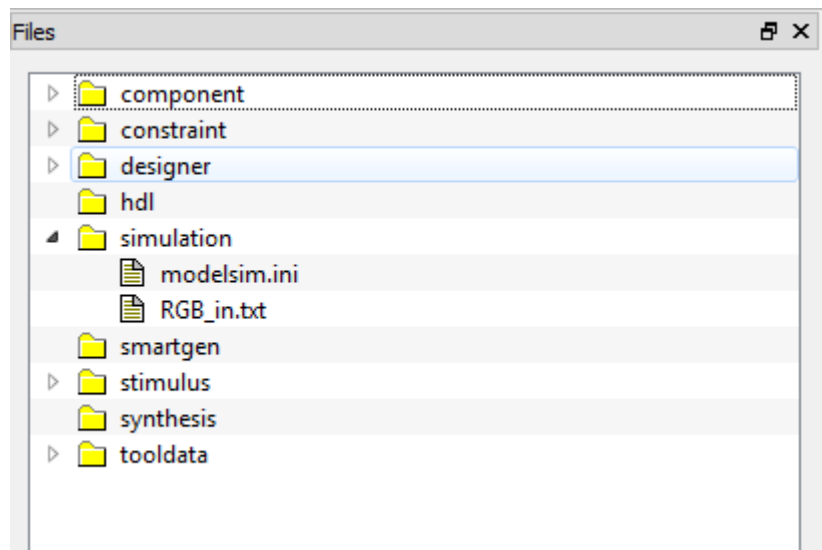 Files
component
constraint
designer
hdl
simulation
modelsim.ini
RGB_in.txt
smartgen
stimulus
synthesis
tooldata